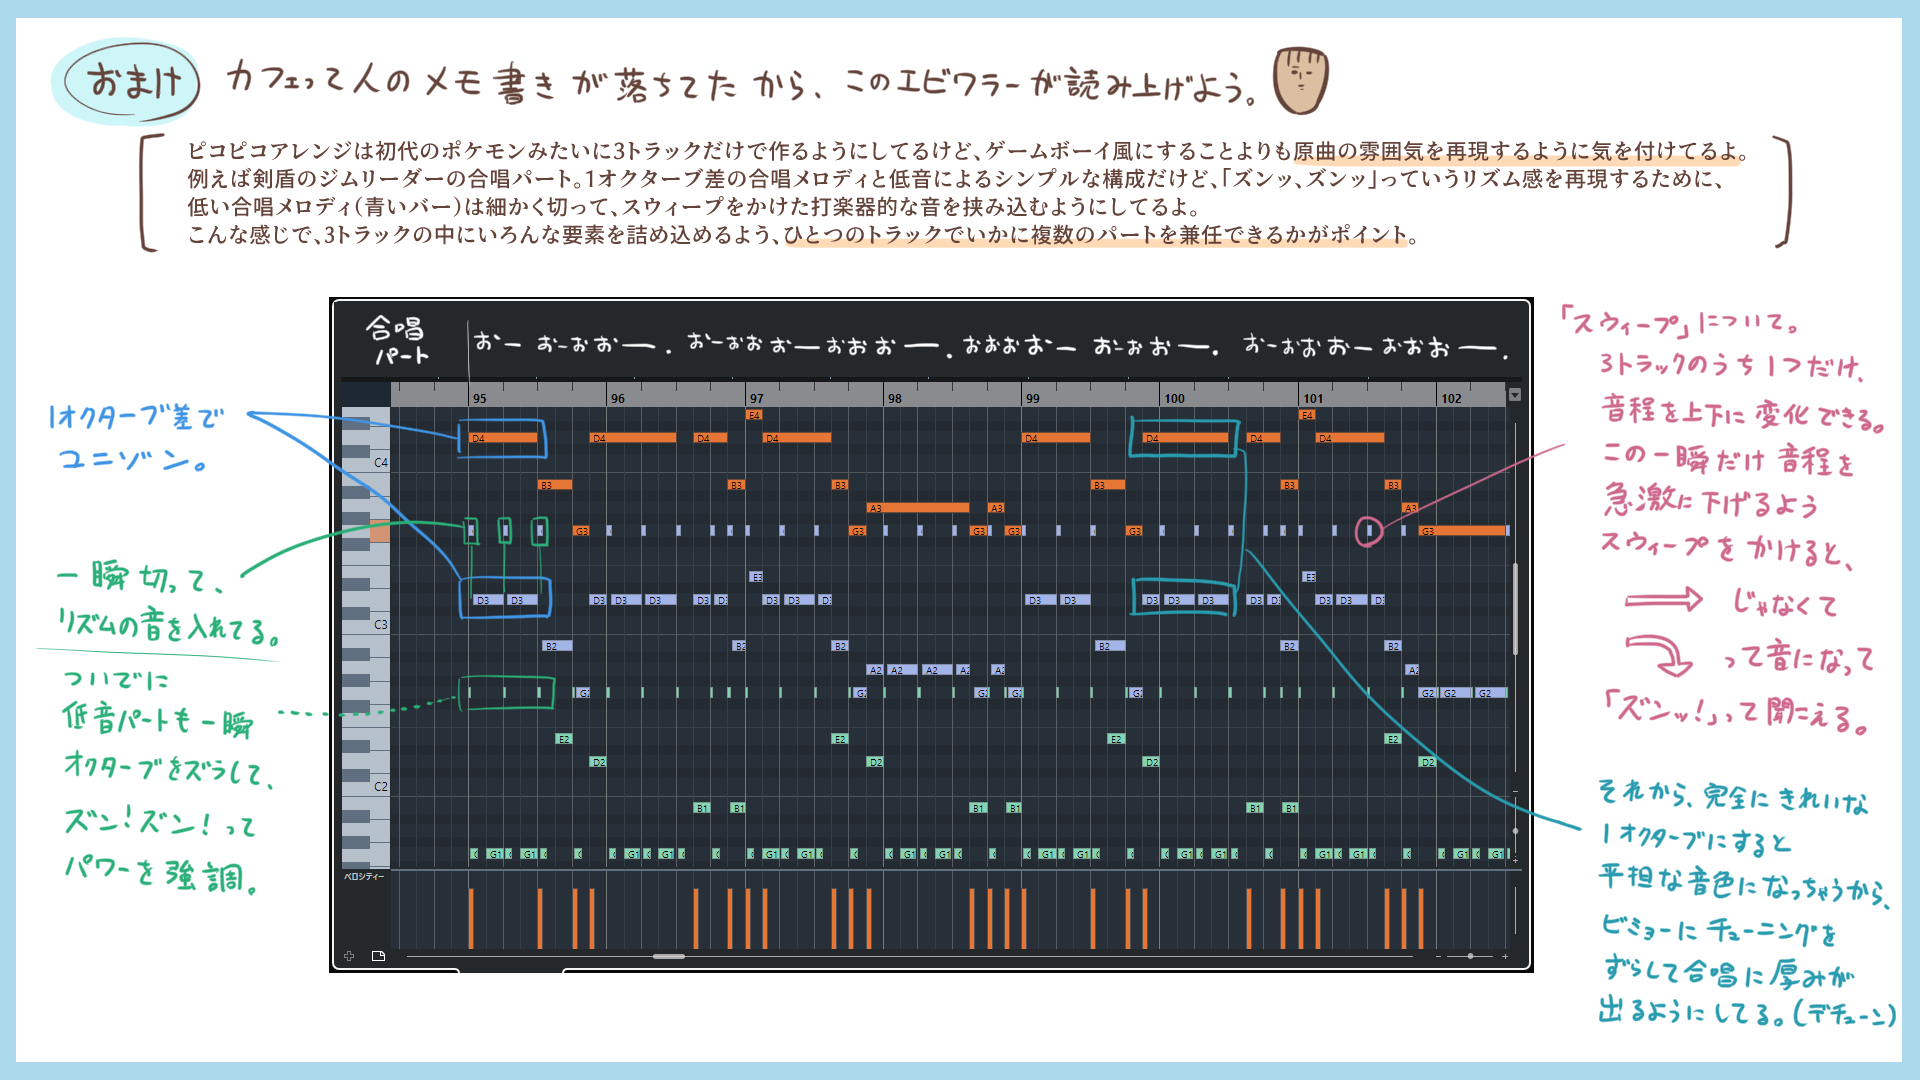 おまけ
カフェって人のメモ書きが落ちてたから、このエビワラーが読み上げよう。
ピコピコアレンジは初代のポケモンみたいに3トラックだけで作るようにしてるけど、ゲームボーイ風にすることよりも原曲の雰囲気を再現するように気を付けてるよ。
例えば剣盾のジムリーダーの合唱パート。1オクターブ差の合唱メロディと低音によるシンプルな構成だけど、「ズンッ、ズンッ」っていうリズム感を再現するために、
低い合唱メロディ(青いバー)は細かく切って、スウィープをかけた打楽器的な音を挟み込むようにしてるよ。
こんな感じで、3トラックの中にいろんな要素を詰め込めるよう、ひとつのトラックでいかに複数のパートを兼任できるかがポイント。
合唱
パート
おー おーおおー. おーおお おーおおおー. おおおおー おーおおー. おーおおおー おおおー.
95 96 97 98 99 100 101 102
E4 E4
D4 D4 D4 D4 D4 D4 D4 D4
C4
B3 B3 B3 B3 B3 B3
A3 A3 A3
G3 G3 G3 G3 G3 G3
E3 E3
D3 D3 D3 D3 D3 D3 D3 D3 D3 D3 D3 D3 D3 D3 D3 D3 D3 D3 D3
C3
B2 B2 B2 B2 B2 B2
A2 A2 A2 A2 A2 A2
G2 G2 G2 G2 G2 G2 G2 G2
E2 E2 E2 E2
D2 D2 D2 D2
C2
B1 B1 B1 B1 B1 B1
G1 G1 G1 G1 G1 G1 G1 G1 G1 G1 G1 G1 G1 G1 G1 G1
ベロシティー
1オクターブ差で
ユニゾン。
一瞬切って、
リズムの音を入れてる。
ついでに
低音パートも一瞬
オクターブをズラして、
ズン!ズン!って
パワーを強調。
「スウィープ」について。
3トラックのうち1つだけ、
音程を上下に変化できる。
この一瞬だけ音程を
急激に下げるよう
スウィープをかけると、
じゃなくて
って音になって
「ズンッ!」って聞こえる。
それから、完全にきれいな
1オクターブにすると
平坦な音色になっちゃうから、
ビミョーにチューニングを
ずらして合唱に厚みが
出るようにしてる。(デチューン)